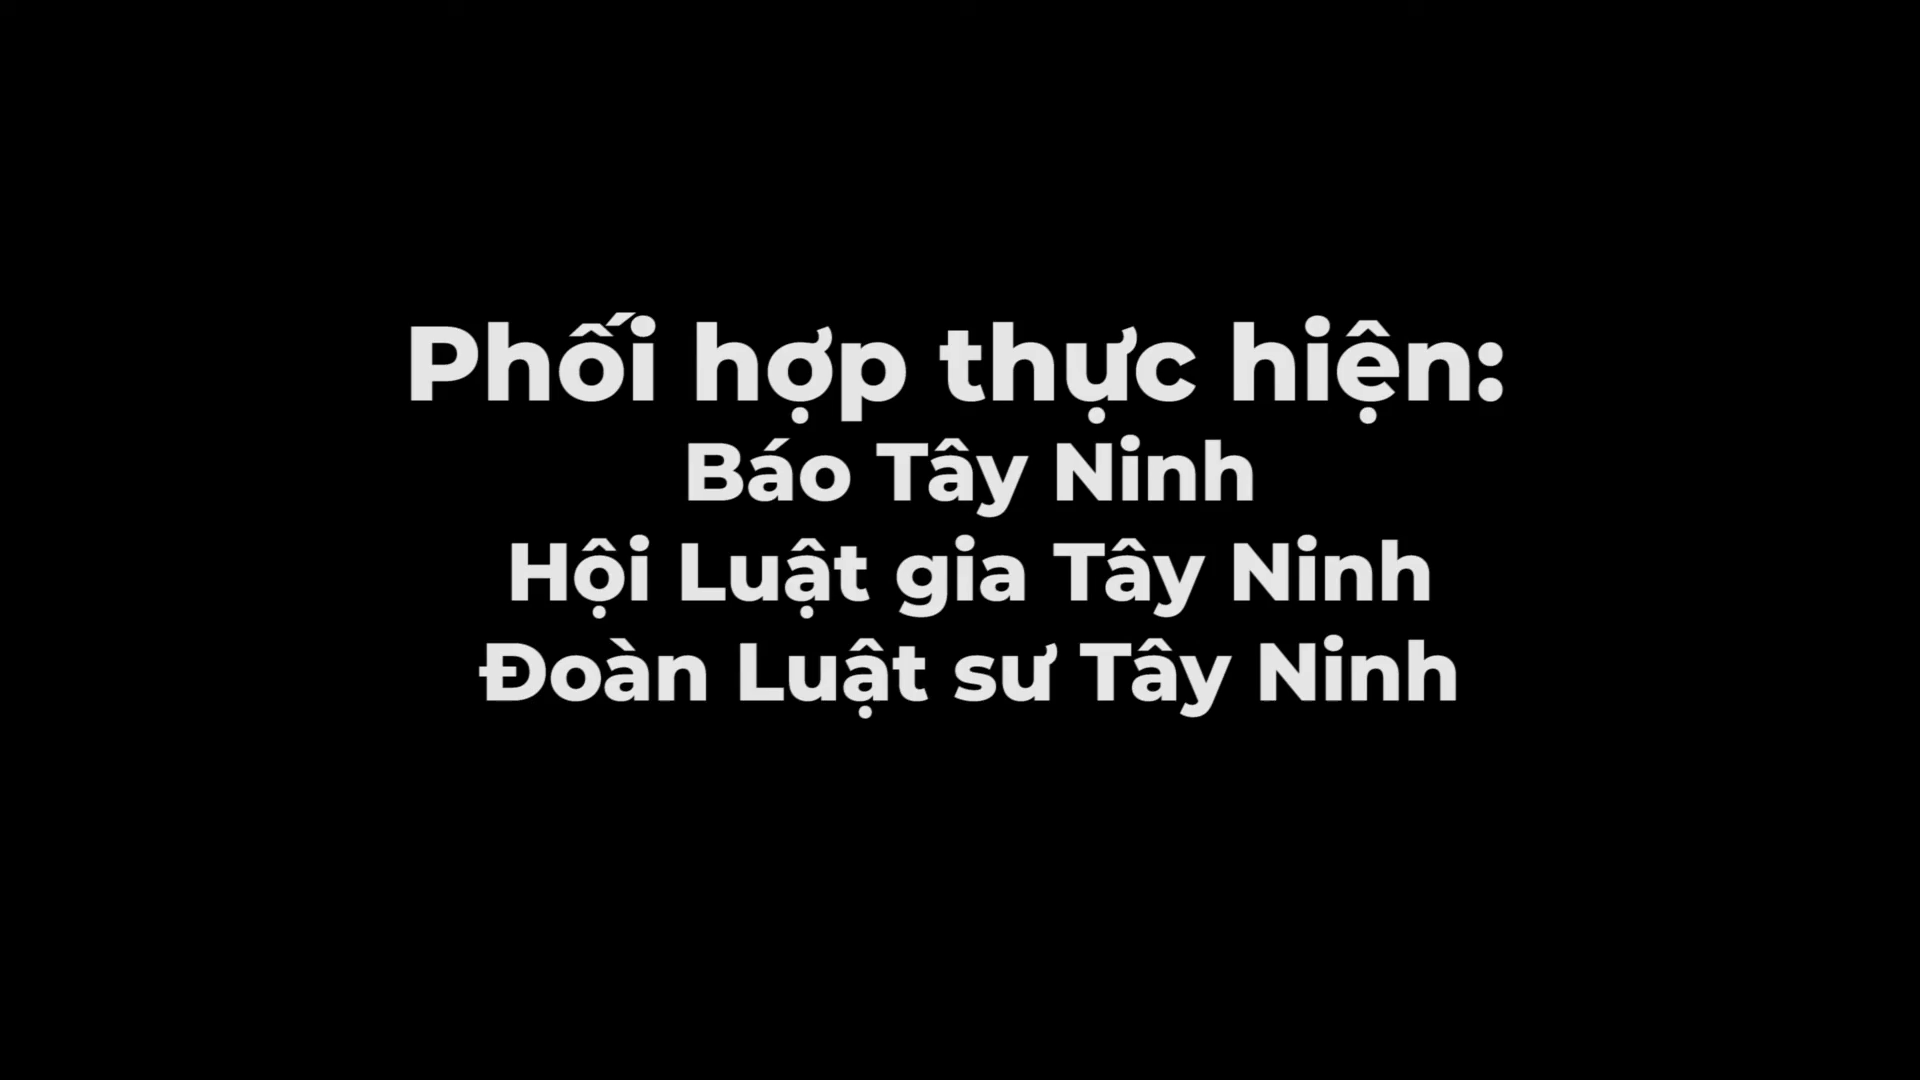 Phối hợp thực hiện:
Báo Tây Ninh
Hội Luật gia Tây Ninh
Đoàn Luật sư Tây Ninh